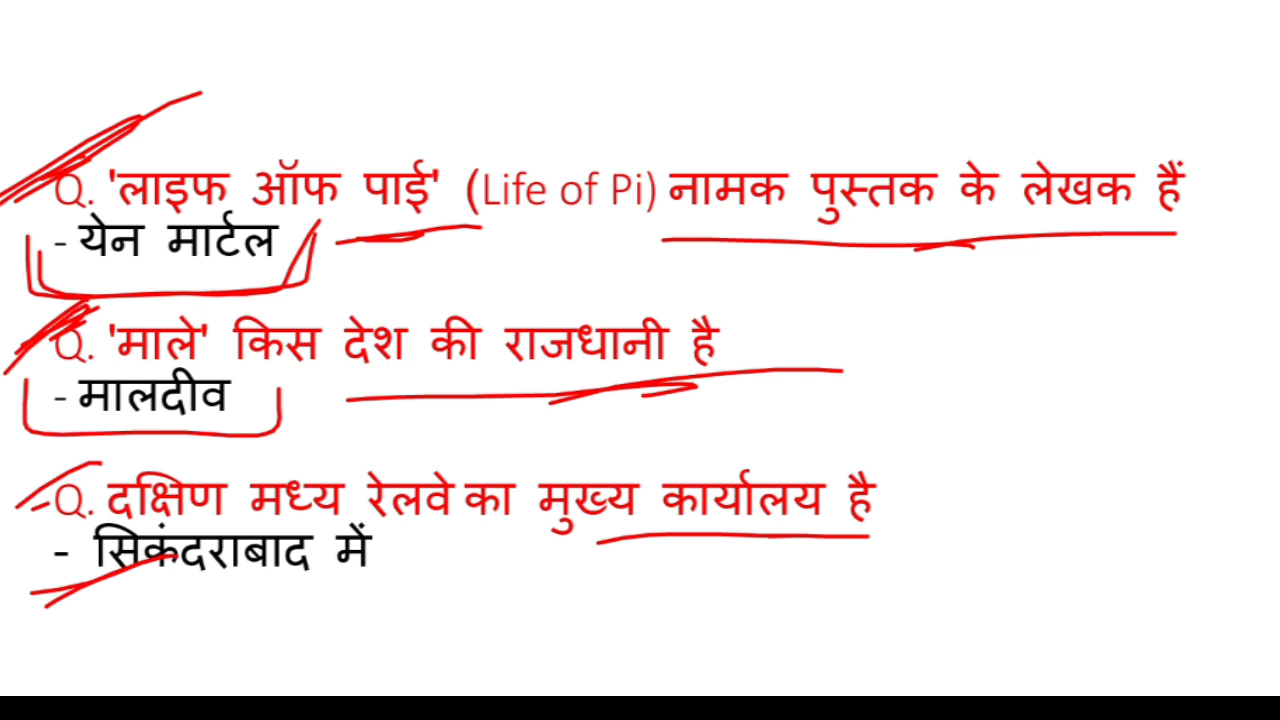 Q. 'लाइफ ऑफ पाई' (Life of Pi) नामक पुस्तक के लेखक हैं
- येन मार्टल
Q. 'माले' किस देश की राजधानी है
- मालदीव
Q. दक्षिण मध्य रेलवे का मुख्य कार्यालय है
- सिकंदराबाद में